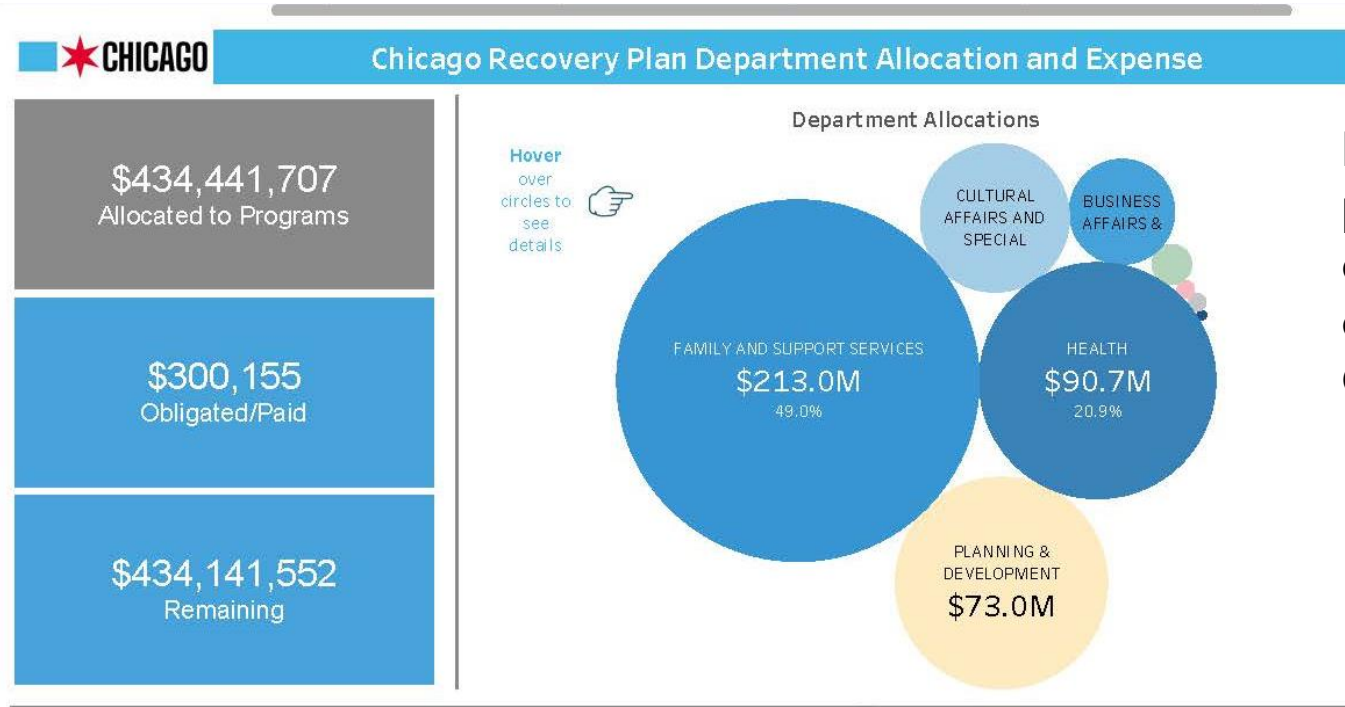 CHICAGO
Chicago Recovery Plan Department Allocation and Expense
$434,441,707
Allocated to Programs
$300,155
Obligated/Paid
$434,141,552
Remaining
Department Allocations
Hover
over
circles to
see
details
CULTURAL
AFFAIRS AND
SPECIAL
BUSINESS
AFFAIRS &
FAMILY AND SUPPORT SERVICES
$213.0M
49.0%
HEALTH
$90.7M
20.9%
PLANNING &
DEVELOPMENT
$73.0M